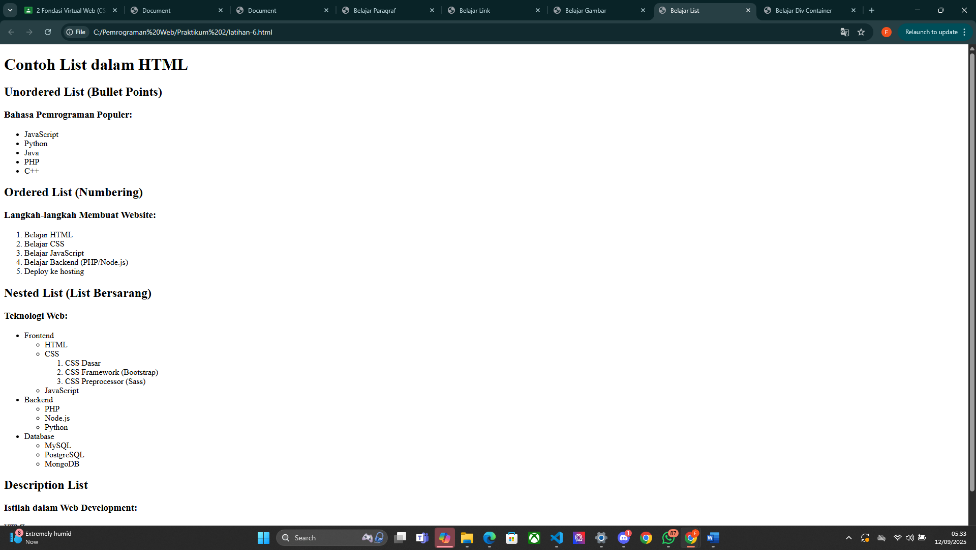 2 Fondasi Virtual Web (C1
Document
Document
Belajar Paragraf
Belajar Link
Belajar Gambar
Belajar List
Belajar Div Container
File
C:/Pemrograman%20Web/Praktikum%202/latihan-6.html
Relaunch to update
Contoh List dalam HTML
Unordered List (Bullet Points)
Bahasa Pemrograman Populer:
• JavaScript
• Python
• Java
• PHP
• C++
Ordered List (Numbering)
Langkah-langkah Membuat Website:
1. Belajar HTML
2. Belajar CSS
3. Belajar JavaScript
4. Belajar Backend (PHP/Node.js)
5. Deploy ke hosting
Nested List (List Bersarang)
Teknologi Web:
• Frontend
○ HTML
○ CSS
1. CSS Dasar
2. CSS Framework (Bootstrap)
3. CSS Preprocessor (Sass)
○ JavaScript
• Backend
○ PHP
○ Node.js
○ Python
• Database
○ MySQL
○ PostgreSQL
○ MongoDB
Description List
Istilah dalam Web Development:
Extremely humid
Now
Search
05.33
12/09/2025